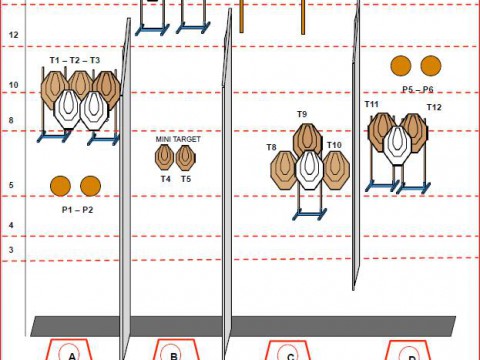 12
T1 – T2 – T3
P5 – P6
10
T11
T12
T9
8
MINI TARGET
T8
T10
T4
T5
5
P1 – P2
4
3
A
B
C
D